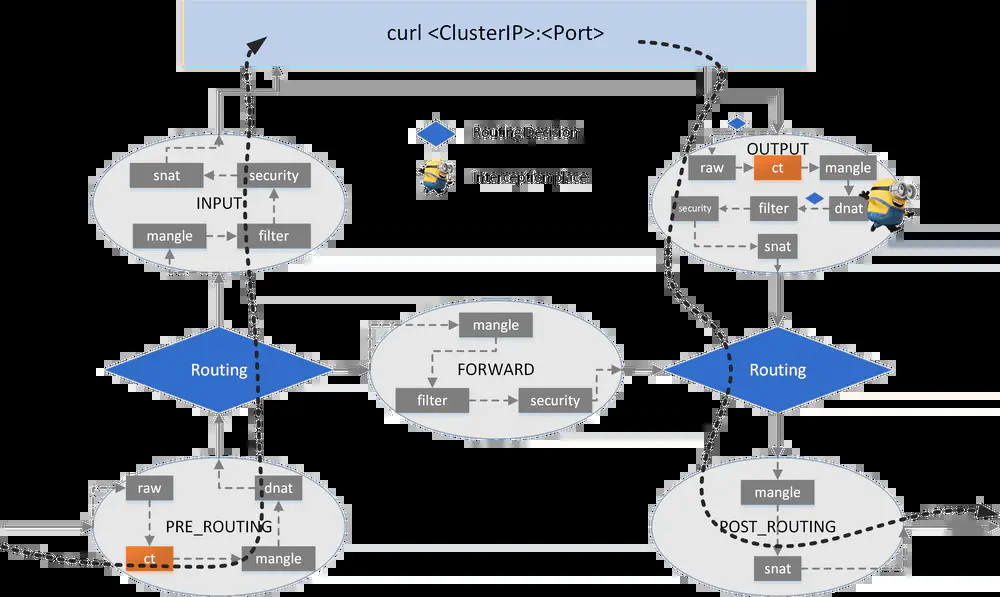 curl <ClusterIP>:<Port>
Routing Decision
Interception place
snat
security
INPUT
mangle
filter
OUTPUT
raw
ct
mangle
security
filter
dnat
snat
Routing
mangle
FORWARD
filter
security
Routing
raw
dnat
PRE_ROUTING
ct
mangle
mangle
POST_ROUTING
snat